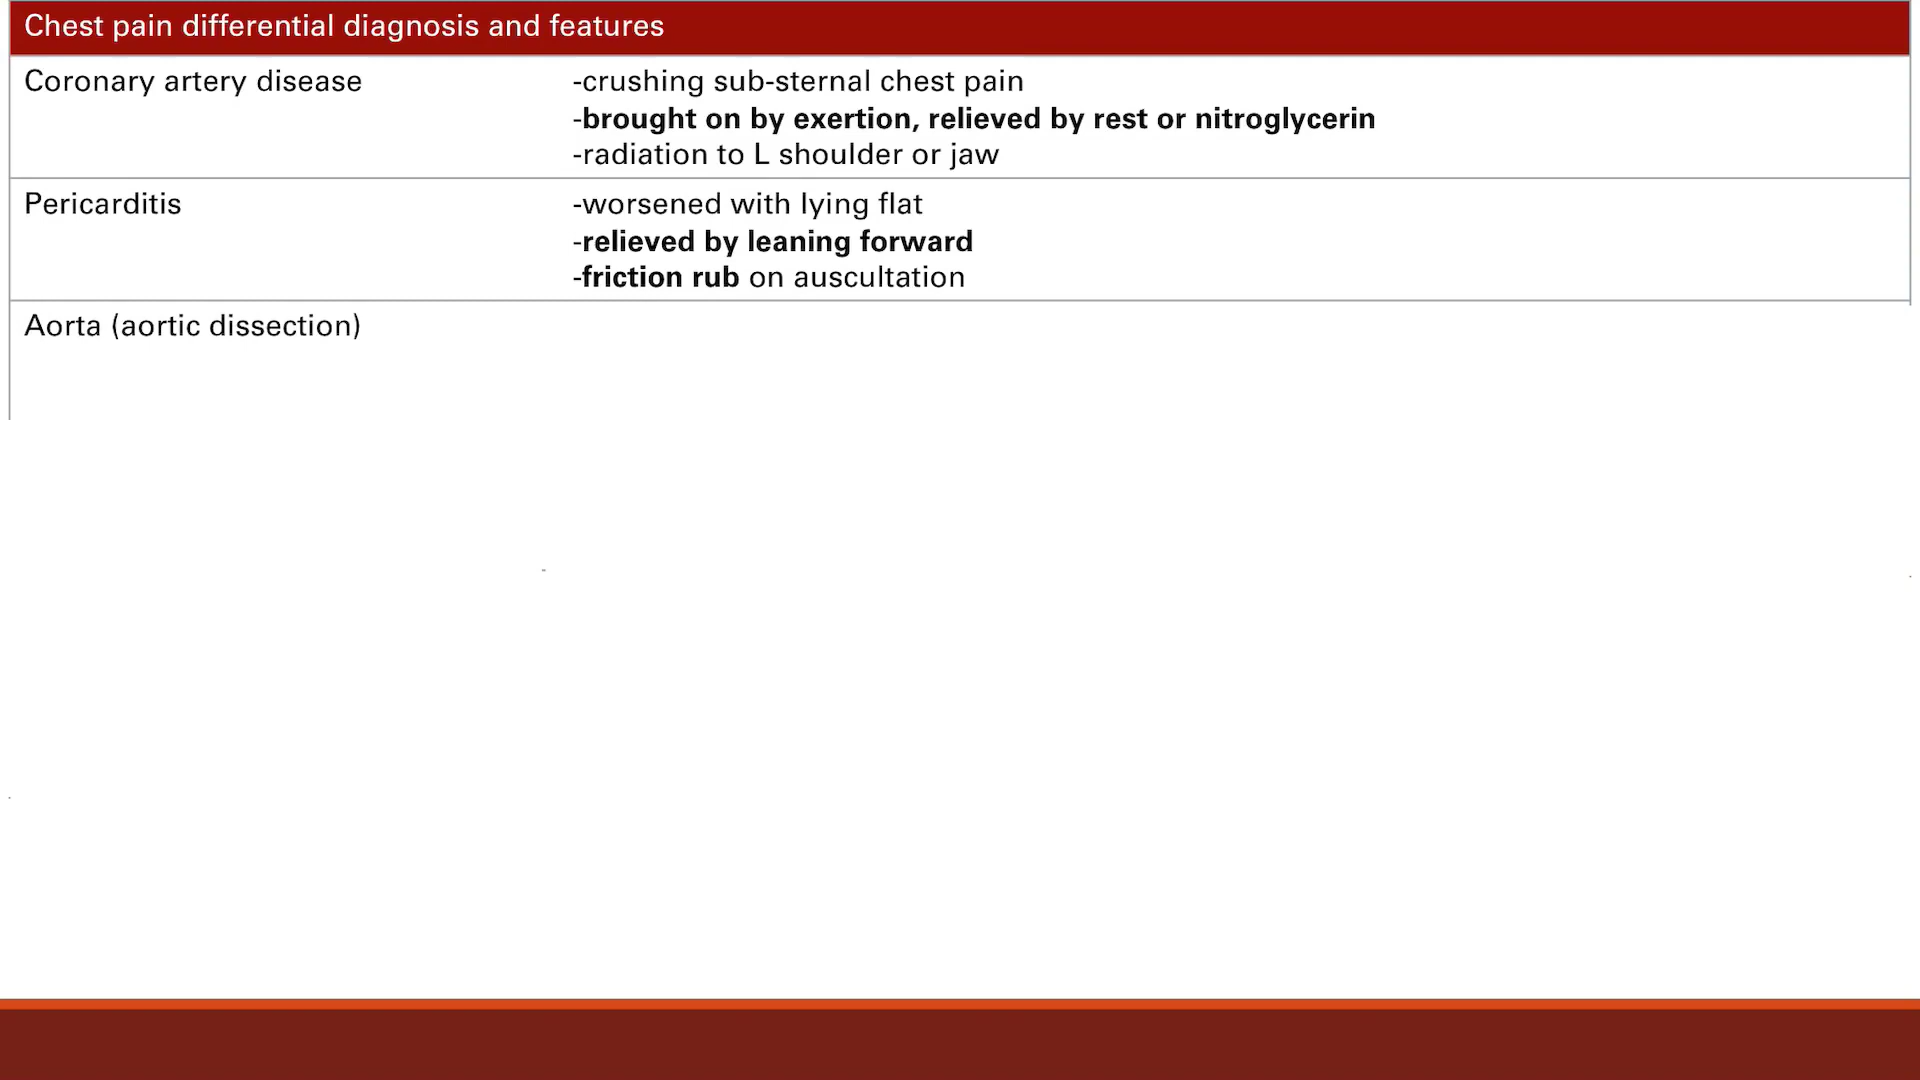 Chest pain differential diagnosis and features
Coronary artery disease
-crushing sub-sternal chest pain
-brought on by exertion, relieved by rest or nitroglycerin
-radiation to L shoulder or jaw
Pericarditis
-worsened with lying flat
-relieved by leaning forward
-friction rub on auscultation
Aorta (aortic dissection)